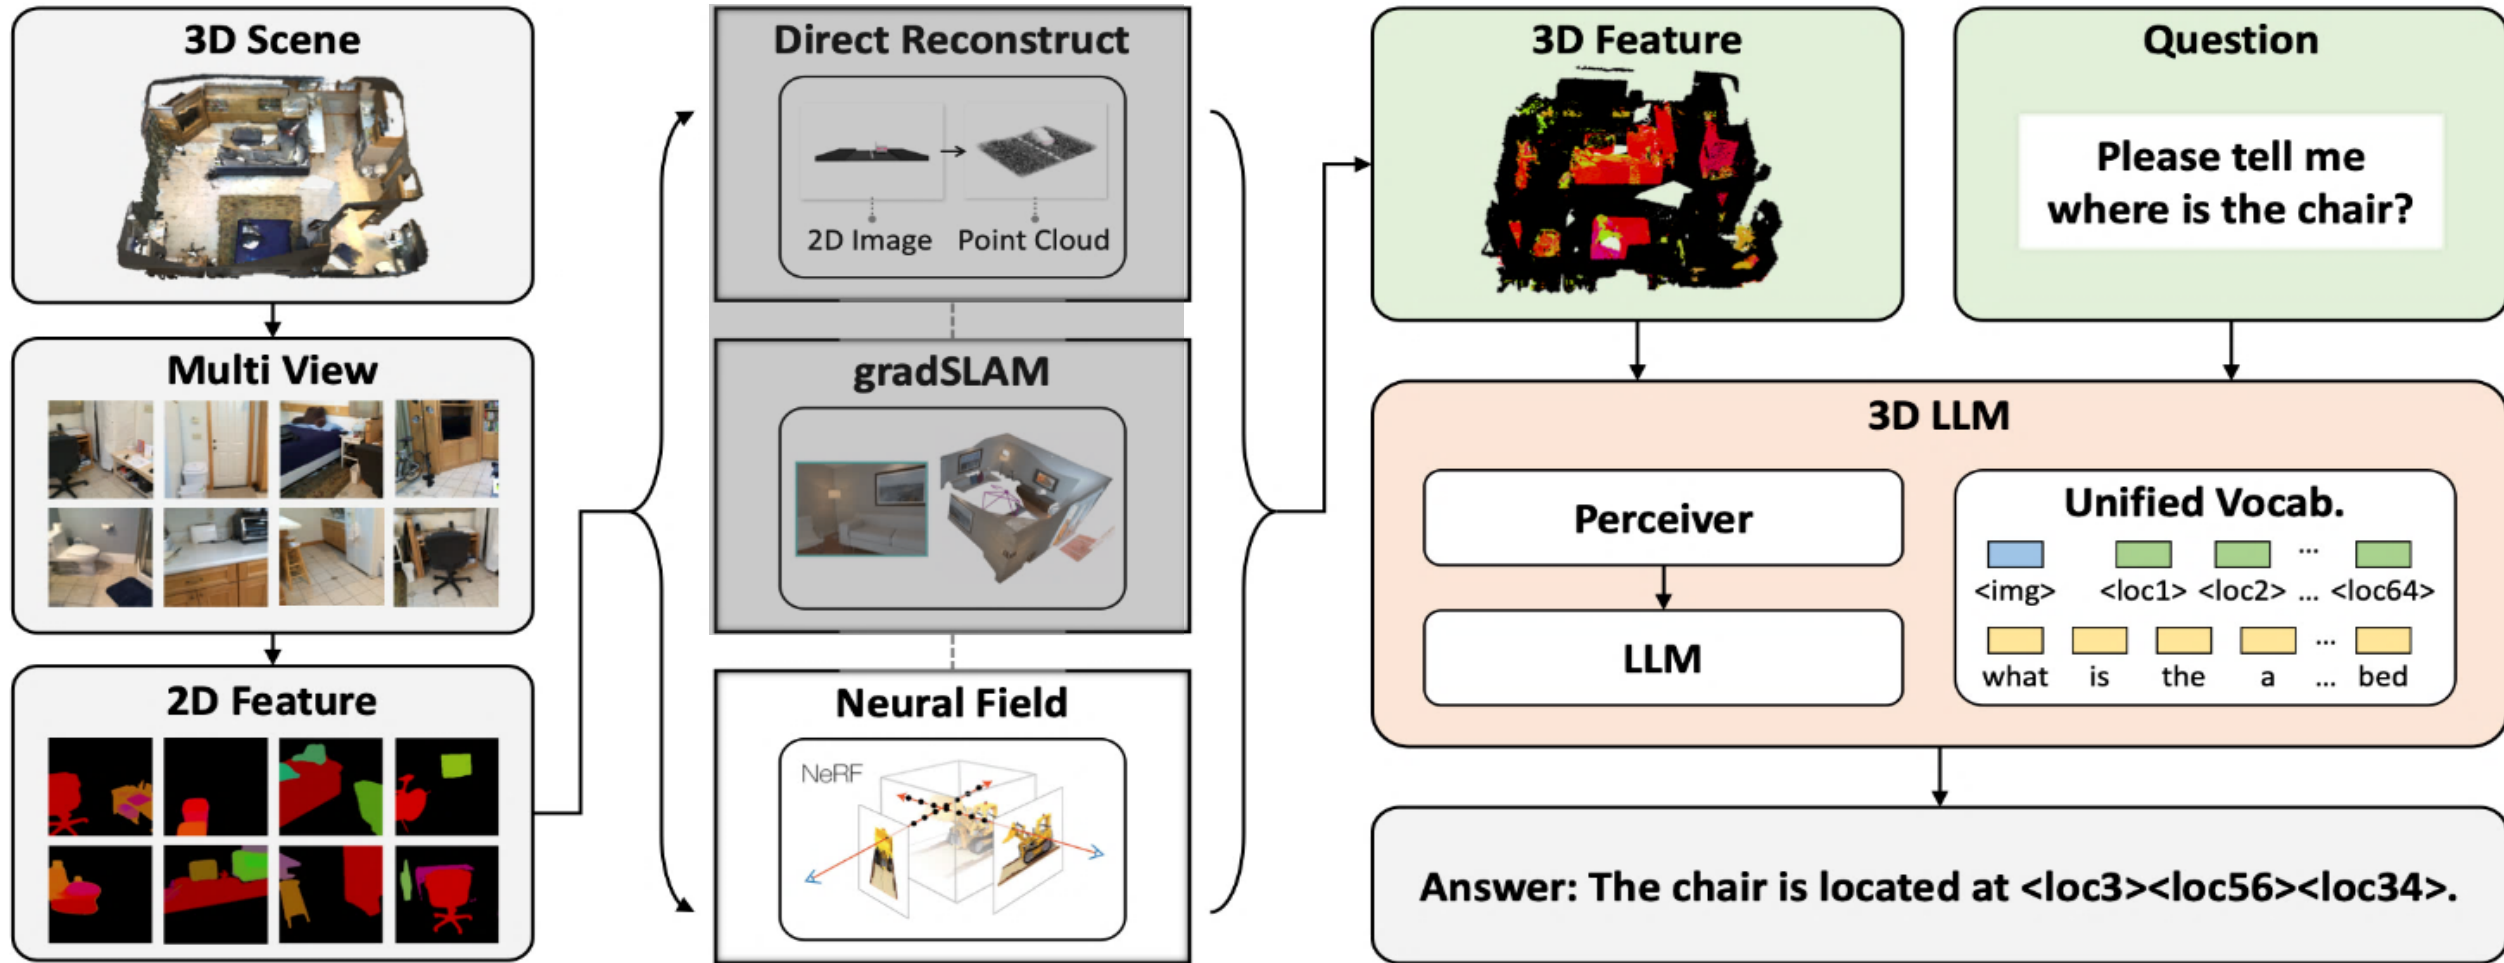 3D Scene
Multi View
2D Feature
Direct Reconstruct
2D Image
Point Cloud
gradSLAM
Neural Field
NeRF
3D Feature
Question
Please tell me
where is the chair?
3D LLM
Perceiver
LLM
Unified Vocab.
...
<img> <loc1> <loc2> ... <loc64>
...
what is the a ... bed
Answer: The chair is located at <loc3><loc56><loc34>.